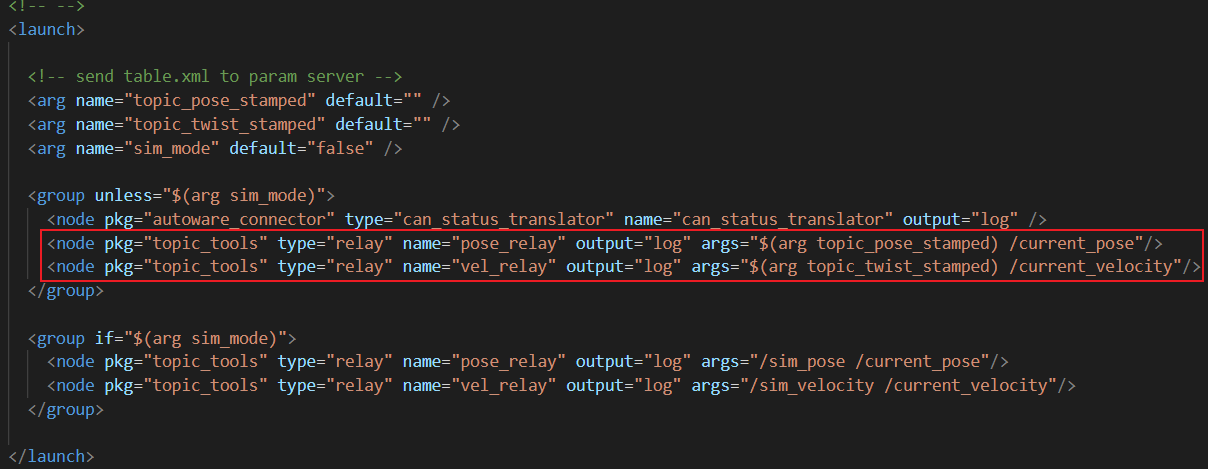 <!-- -->
<launch>
<!-- send table.xml to param server -->
<arg name="topic_pose_stamped" default="" />
<arg name="topic_twist_stamped" default="" />
<arg name="sim_mode" default="false" />
<group unless="$(arg sim_mode)">
<node pkg="autoware_connector" type="can_status_translator" name="can_status_translator" output="log" />
<node pkg="topic_tools" type="relay" name="pose_relay" output="log" args="$(arg topic_pose_stamped) /current_pose"/>
<node pkg="topic_tools" type="relay" name="vel_relay" output="log" args="$(arg topic_twist_stamped) /current_velocity"/>
</group>
<group if="$(arg sim_mode)">
<node pkg="topic_tools" type="relay" name="pose_relay" output="log" args="/sim_pose /current_pose"/>
<node pkg="topic_tools" type="relay" name="vel_relay" output="log" args="/sim_velocity /current_velocity"/>
</group>
</launch>